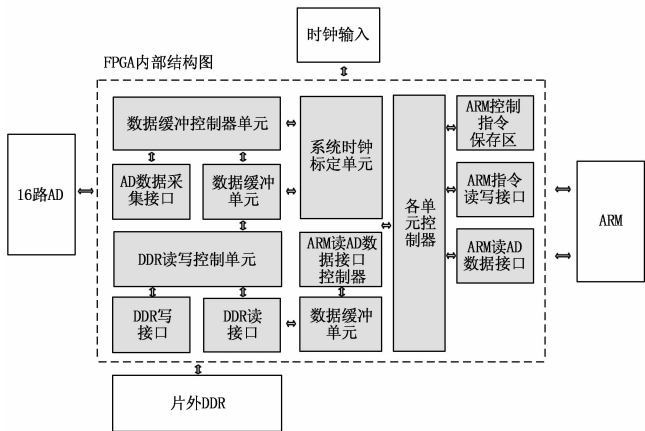 时钟输入
FPGA内部结构图
数据缓冲控制器单元
系统时钟
标定单元
ARM控制
指令
保存区
16路AD
AD数据采
集接口
数据缓冲
单元
各单元控制器
ARM指令
读写接口
ARM
DDR读写控制单元
ARM读AD数
据接口
控制器
ARM读AD
数据接口
DDR写
接口
DDR读
接口
数据缓冲
单元
片外DDR